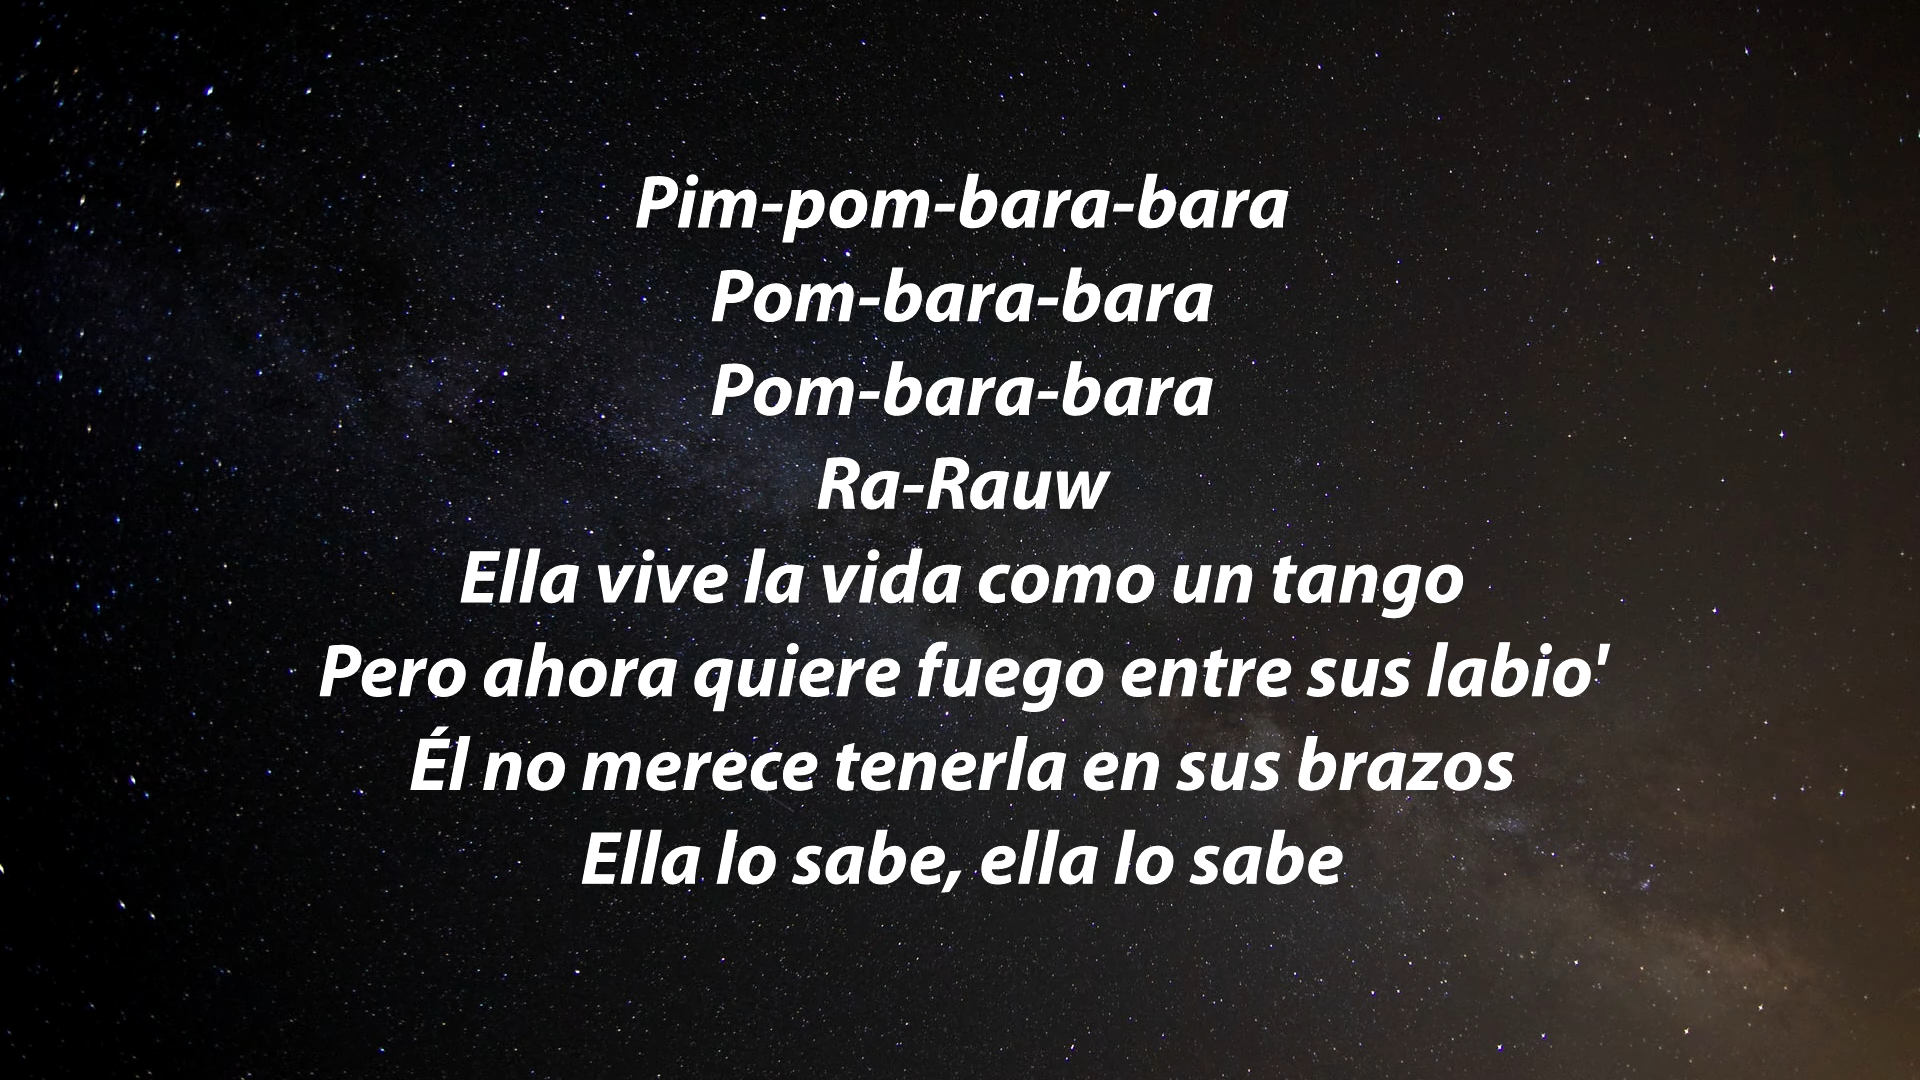 Pim-pom-bara-bara
Pom-bara-bara
Pom-bara-bara
Ra-Rauw
Ella vive la vida como un tango
Pero ahora quiere fuego entre sus labio'
Él no merece tenerla en sus brazos
Ella lo sabe, ella lo sabe